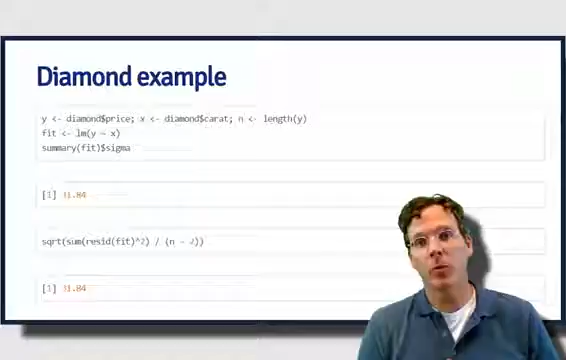 Diamond example
y <- diamond$price; x <- diamond$carat; n <- length(y)
fit <- lm(y ~ x)
summary(fit)$sigma
[1] 31.84
sqrt(sum(resid(fit)^2) / (n - 2))
[1] 31.84